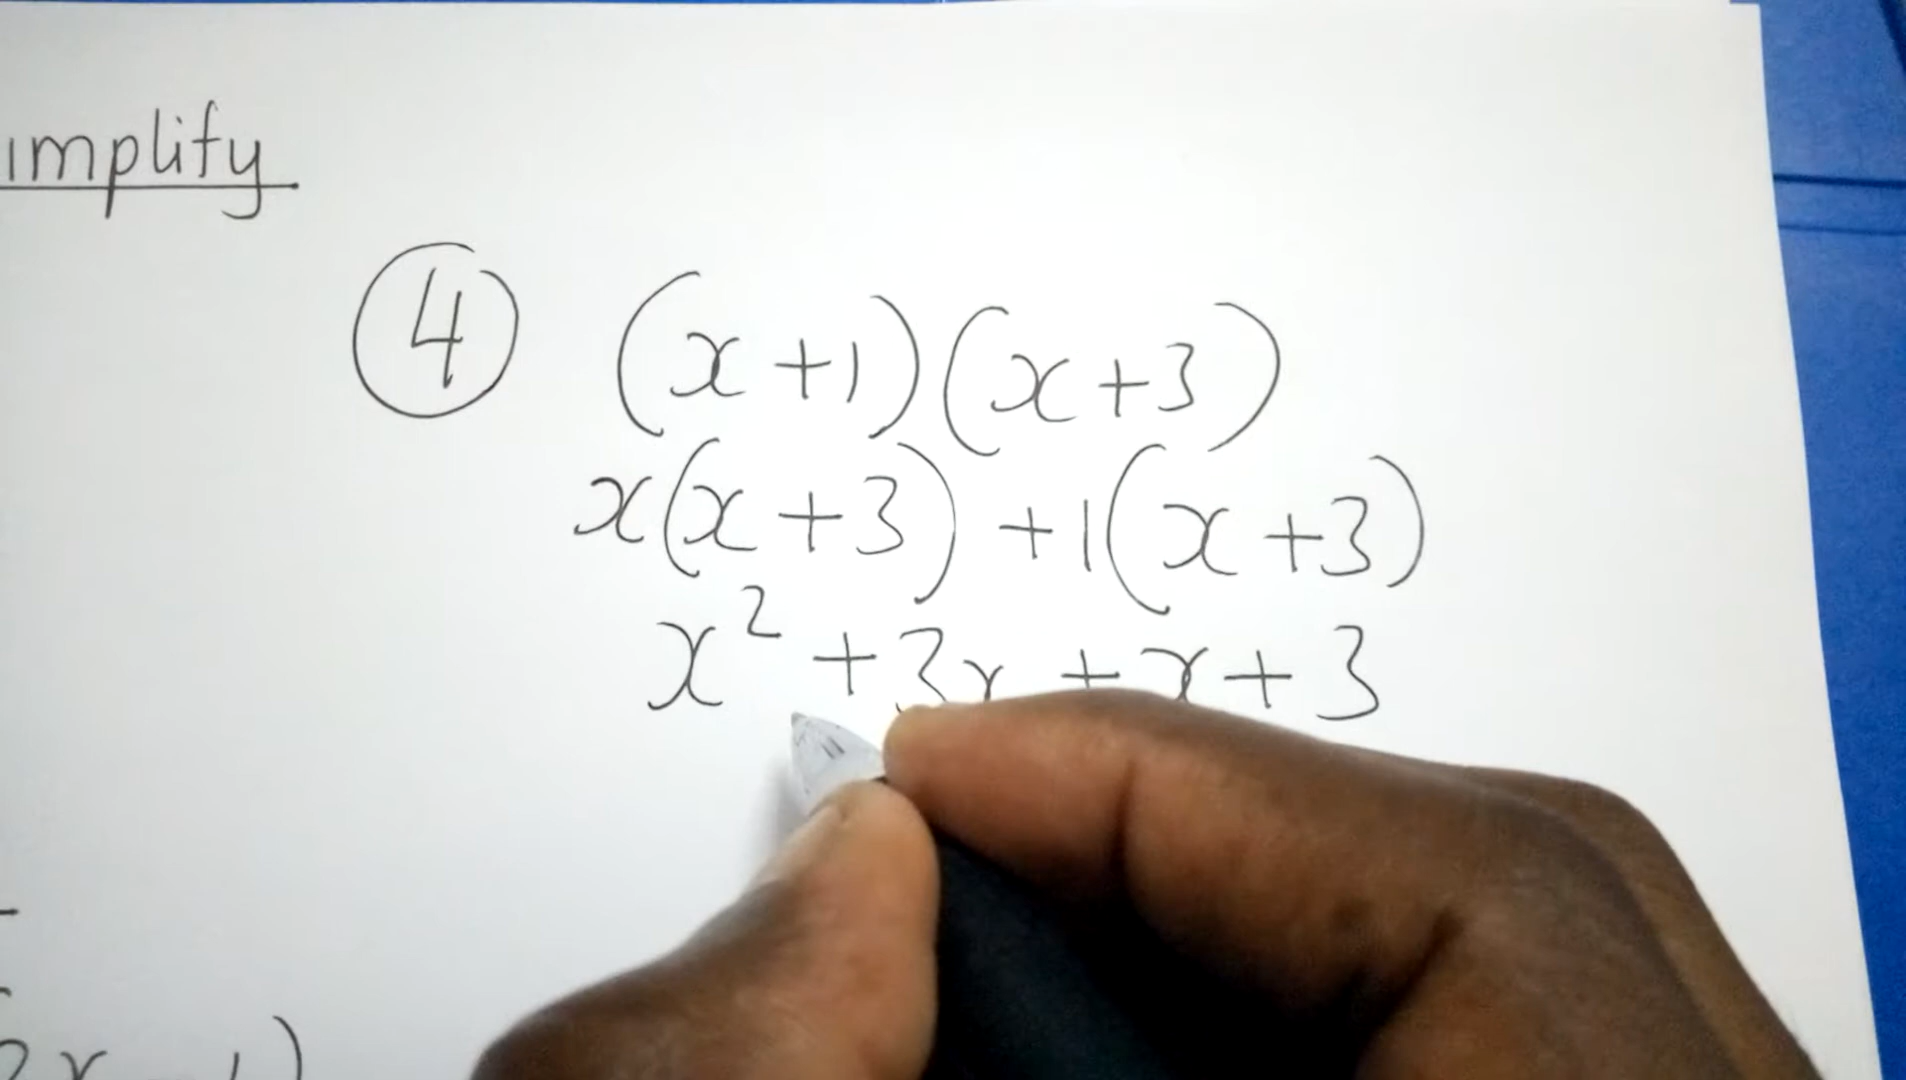 implify
④ (x+1)(x+3)
x(x+3) +1(x+3)
x² +3x + x+3